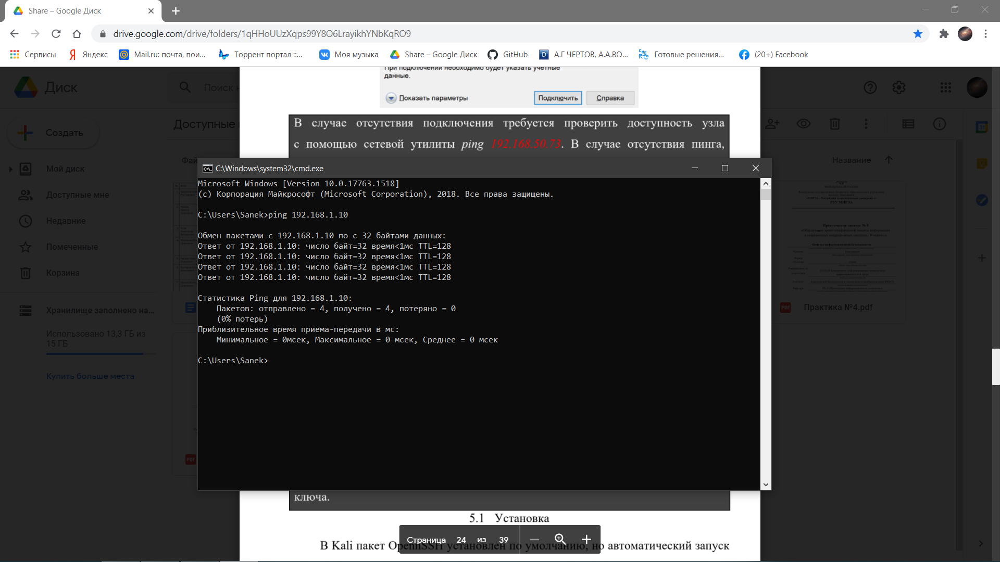 Share – Google Диск
drive.google.com/drive/folders/1qHHoUUzXqps99Y8O6LrayikhYNbKqRO9
Сервисы
Яндекс
Mail.ru: почта, пои...
Торрент портал ::...
Моя музыка
Share – Google Диск
GitHub
А.Г ЧЕРТОВ, А.А.ВО...
Готовые решения...
(20+) Facebook
При подключении необходимо будет указать учетные
данные.
Показать параметры
Подключить
Справка
Диск
Поиск
Создать
Доступные
В случае отсутствия подключения требуется проверить доступность узла
с помощью сетевой утилиты ping 192.168.50.73. В случае отсутствия пинга,
Мой диск
Доступные мне
Недавние
Помеченные
Корзина
Хранилище заполнено на...
Использовано 13,3 ГБ из
15 ГБ
Купить больше места
Название
C:\Windows\system32\cmd.exe
Microsoft Windows [Version 10.0.17763.1518]
(c) Корпорация Майкрософт (Microsoft Corporation), 2018. Все права защищены.
C:\Users\Sanek>ping 192.168.1.10
Обмен пакетами с 192.168.1.10 по с 32 байтами данных:
Ответ от 192.168.1.10: число байт=32 время<1мс TTL=128
Ответ от 192.168.1.10: число байт=32 время<1мс TTL=128
Ответ от 192.168.1.10: число байт=32 время<1мс TTL=128
Ответ от 192.168.1.10: число байт=32 время<1мс TTL=128
Статистика Ping для 192.168.1.10:
Пакетов: отправлено = 4, получено = 4, потеряно = 0
(0% потерь)
Приблизительное время приема-передачи в мс:
Минимальное = 0мсек, Максимальное = 0 мсек, Среднее = 0 мсек
C:\Users\Sanek>
РТУ МИРЭА
Практическое занятие №4
PDF
Практика №4.pdf
PDF
ключа.
5.1 Установка
Страница 24 из 39
В Kali пакет OpennSSH установлен по умолчанию, но автоматический запуск